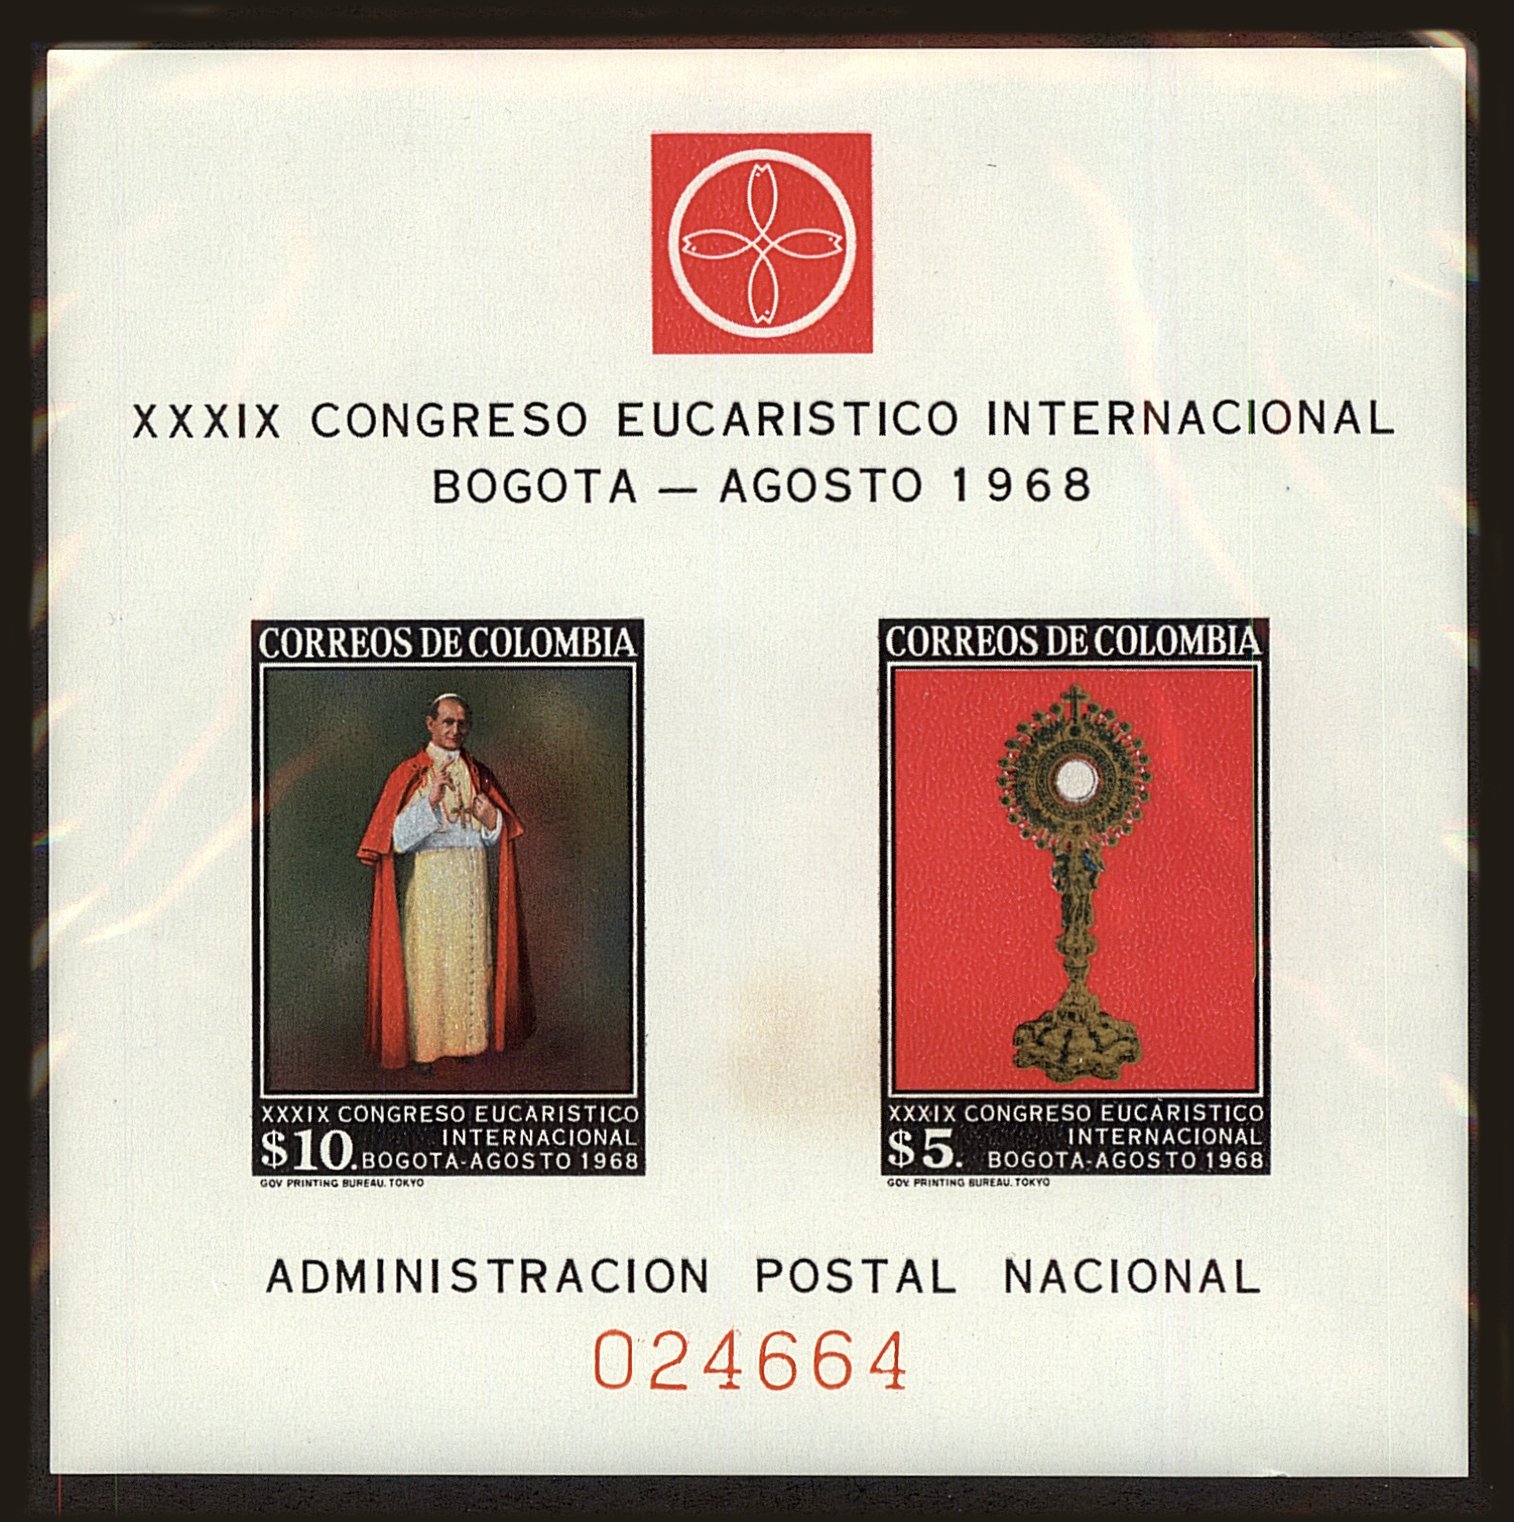 XXXIX CONGRESO EUCARISTICO INTERNACIONAL
BOGOTA — AGOSTO 1968
CORREOS DE COLOMBIA
XXXIX CONGRESO EUCARISTICO
INTERNACIONAL
$10. BOGOTA-AGOSTO 1968
GOV. PRINTING BUREAU. TOKYO
CORREOS DE COLOMBIA
XXXIX CONGRESO EUCARISTICO
INTERNACIONAL
$5. BOGOTA-AGOSTO 1968
GOV. PRINTING BUREAU. TOKYO
ADMINISTRACION POSTAL NACIONAL
024664